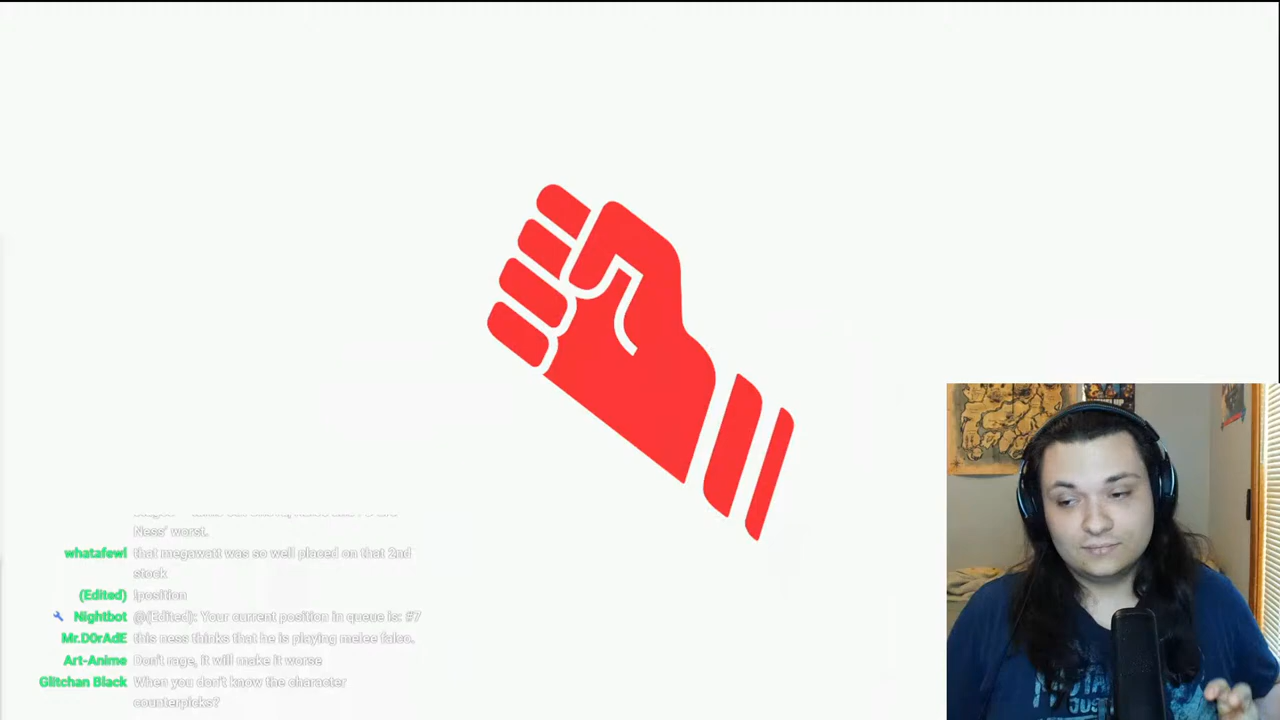 Ness' worst.
whatafewl that megawatt was so well placed on that 2nd
stock
(Edited) !position
Nightbot @(Edited): Your current position in queue is: #7
Mr.D0rAdE this ness thinks that he is playing melee falco.
Art-Anime Don't rage, it will make it worse
Glitchan Black When you don't know the character
counterpicks?